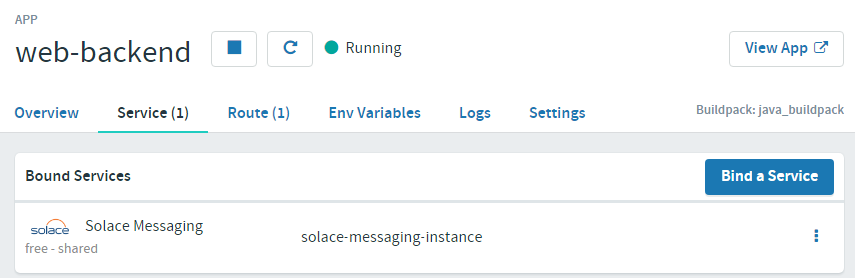 APP
web-backend Running View App
Overview Service (1) Route (1) Env Variables Logs Settings Buildpack: java_buildpack
Bound Services Bind a Service
solace Solace Messaging solace-messaging-instance
free - shared